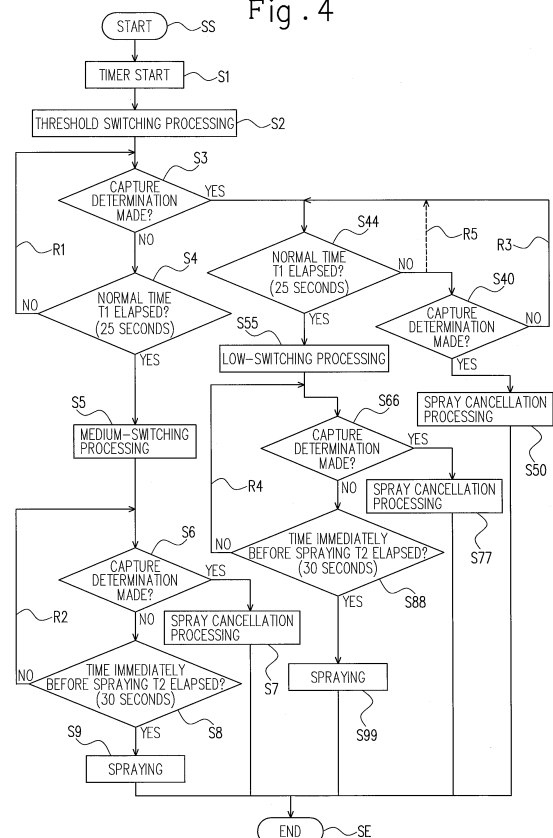 Fig. 4
START
SS
TIMER START
S1
THRESHOLD SWITCHING PROCESSING
S2
S3
CAPTURE
DETERMINATION
MADE?
YES
NO
R1
S4
NORMAL TIME
T1 ELAPSED?
(25 SECONDS)
NO
YES
S5
MEDIUM-SWITCHING
PROCESSING
S6
CAPTURE
DETERMINATION
MADE?
YES
NO
R2
SPRAY CANCELLATION
PROCESSING
S7
TIME IMMEDIATELY
BEFORE SPRAYING T2 ELAPSED?
(30 SECONDS)
NO
YES
S8
S9
SPRAYING
S44
NORMAL TIME
T1 ELAPSED?
(25 SECONDS)
NO
YES
R5
R3
S40
CAPTURE
DETERMINATION
MADE?
NO
YES
SPRAY CANCELLATION
PROCESSING
S50
S55
LOW-SWITCHING PROCESSING
S66
CAPTURE
DETERMINATION
MADE?
YES
NO
R4
SPRAY CANCELLATION
PROCESSING
S77
TIME IMMEDIATELY
BEFORE SPRAYING T2 ELAPSED?
(30 SECONDS)
NO
YES
S88
SPRAYING
S99
END
SE